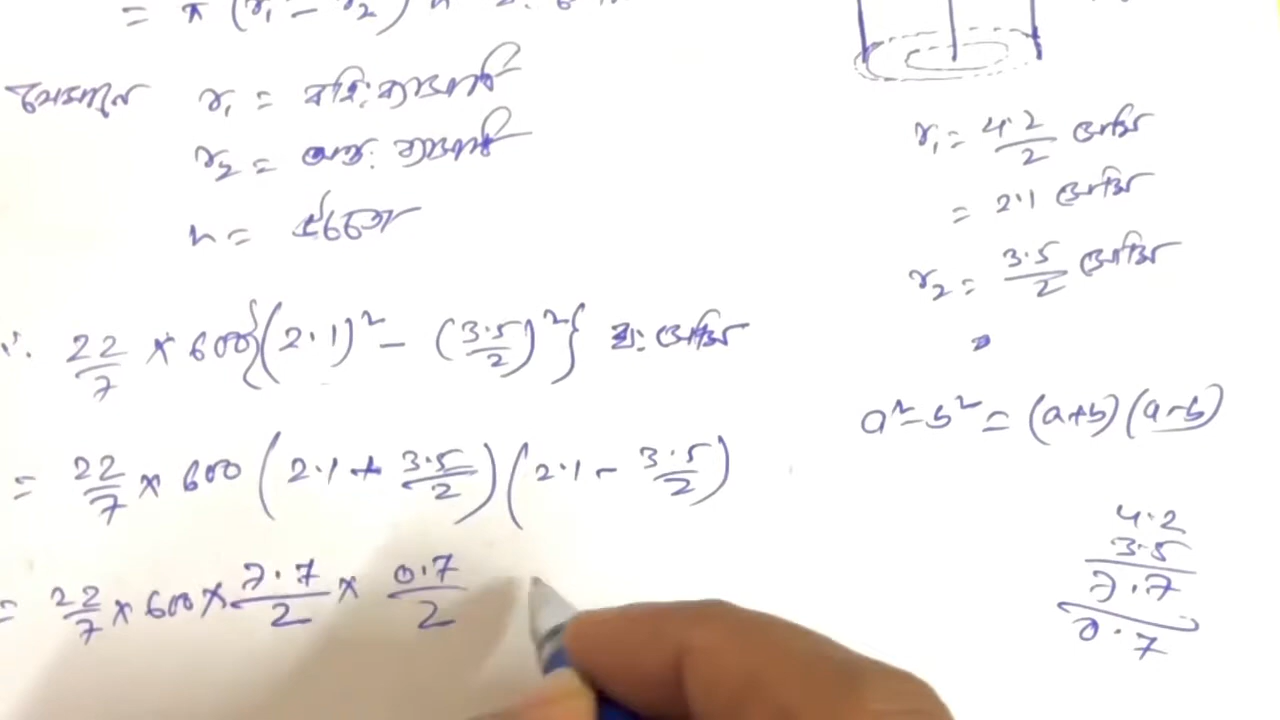 = π (r₁² – r₂²)
যেখানে r₁ = বহিঃব্যাসার্ধ
r₂ = অন্তঃব্যাসার্ধ
h =
r₁ = 4.2/2 সেমি
= 2.1 সেমি
r₂ = 3.5/2 সেমি
∴ 22/7 × 600{(2.1)² – (3.5/2)²} ঘঃ সেমি
a² – b² = (a+b)(a–b)
= 22/7 × 600 (2.1 + 3.5/2)(2.1 – 3.5/2)
4.2
3.5
7.7
0.7
= 22/7 × 600 × 7.7/2 × 0.7/2